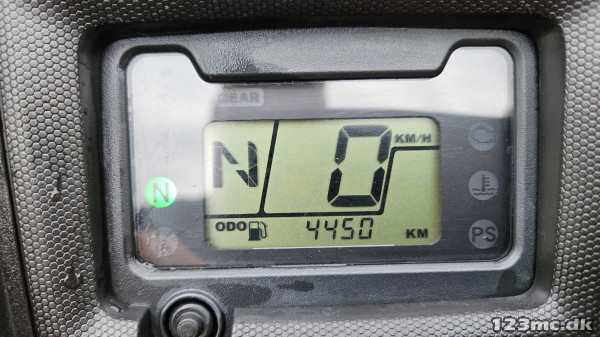 GEAR
N 0 KM/H
N
ODO 4450 KM
PS
123mc.dk